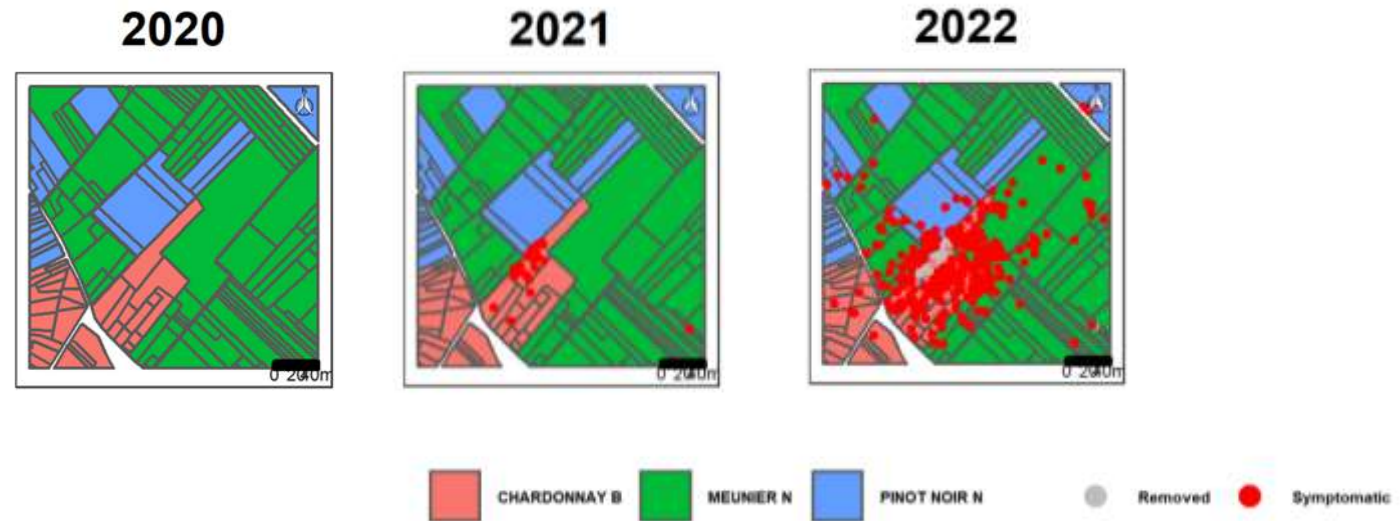 2020
2021
2022
CHARDONNAY B
MEUNIER N
PINOT NOIR N
Removed
Symptomatic